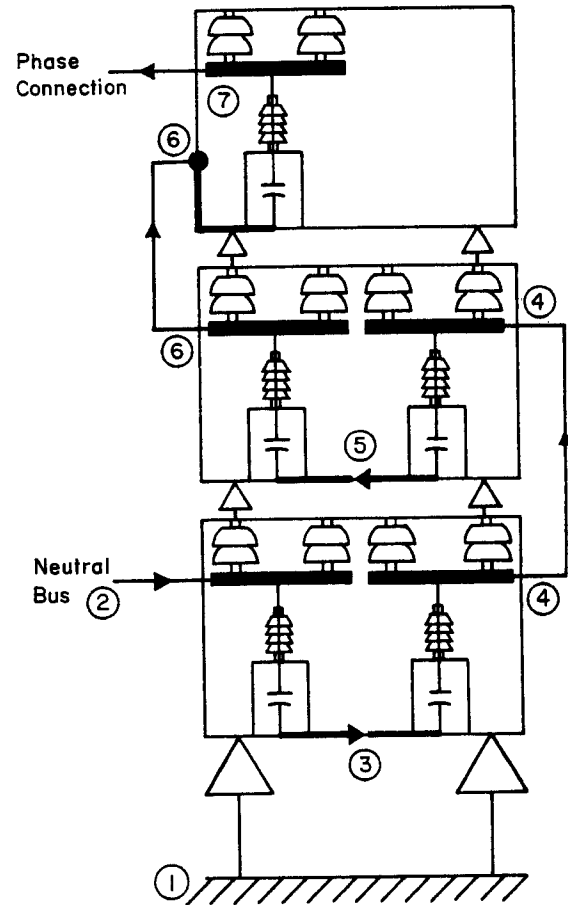 Phase
Connection
⑦
⑥
④
⑥
⑤
Neutral
Bus
②
④
③
①